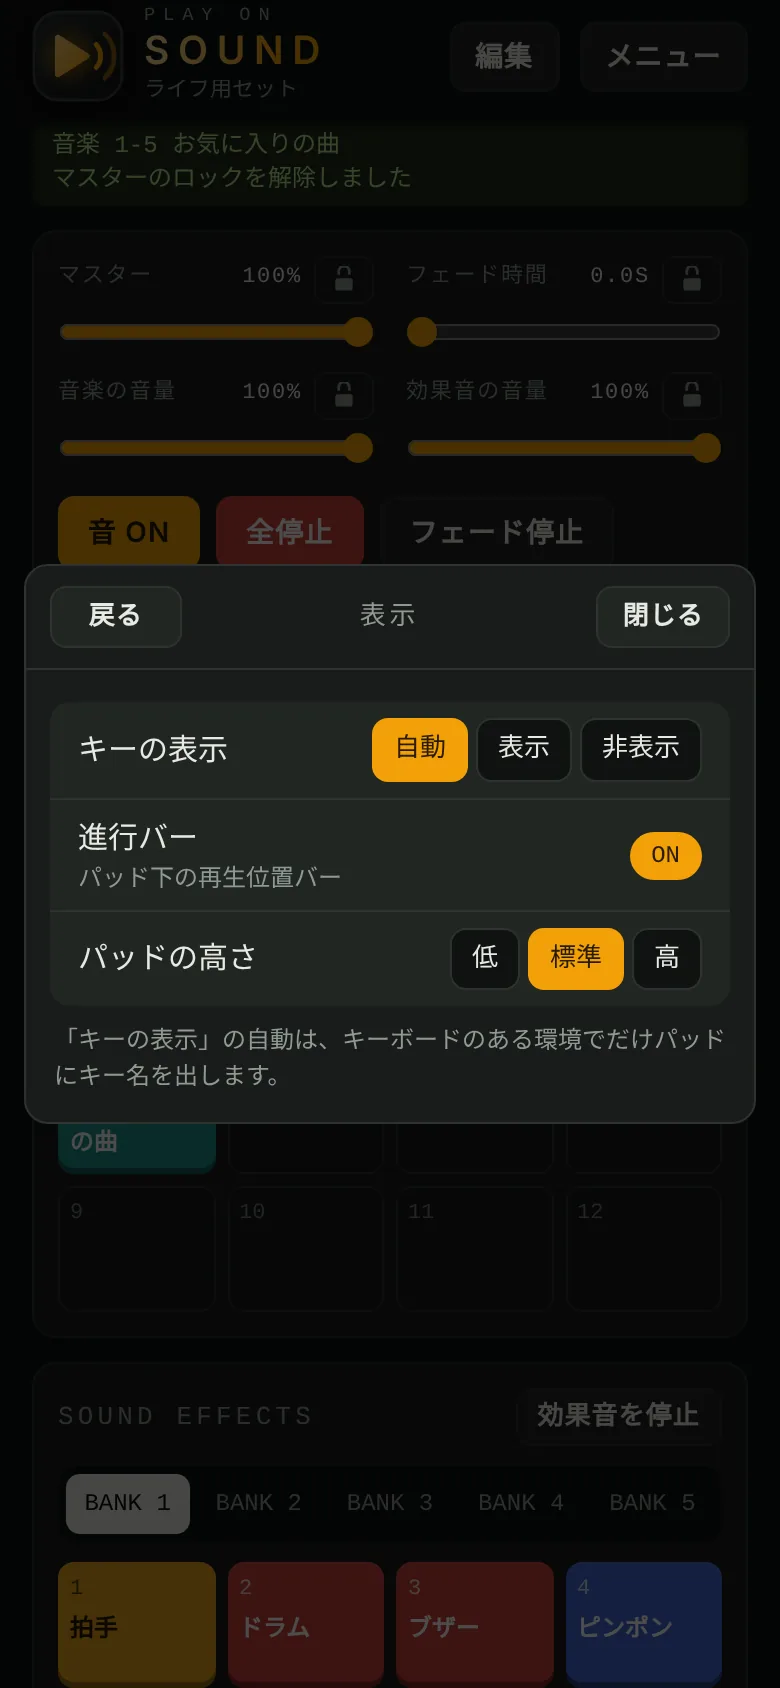 PLAY ON
SOUND
ライフ用セット
編集
メニュー
音楽 1-5 お気に入りの曲
マスターのロックを解除しました
マスター 100%
フェード時間 0.0S
音楽の音量 100%
効果音の音量 100%
音 ON
全停止
フェード停止
戻る
表示
閉じる
キーの表示
自動
表示
非表示
進行バー
パッド下の再生位置バー
ON
パッドの高さ
低
標準
高
「キーの表示」の自動は、キーボードのある環境でだけパッド
にキー名を出します。
の曲
9
10
11
12
SOUND EFFECTS
効果音を停止
BANK 1
BANK 2
BANK 3
BANK 4
BANK 5
1
拍手
2
ドラム
3
ブザー
4
ピンポン